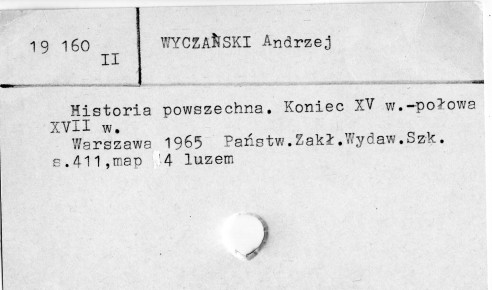 19 160
II
WYCZAŃSKI Andrzej
Historia powszechna. Koniec XV w.-połowa
XVII w.
Warszawa 1965 Państw.Zakł.Wydaw.Szk.
s.411,map 4 luzem